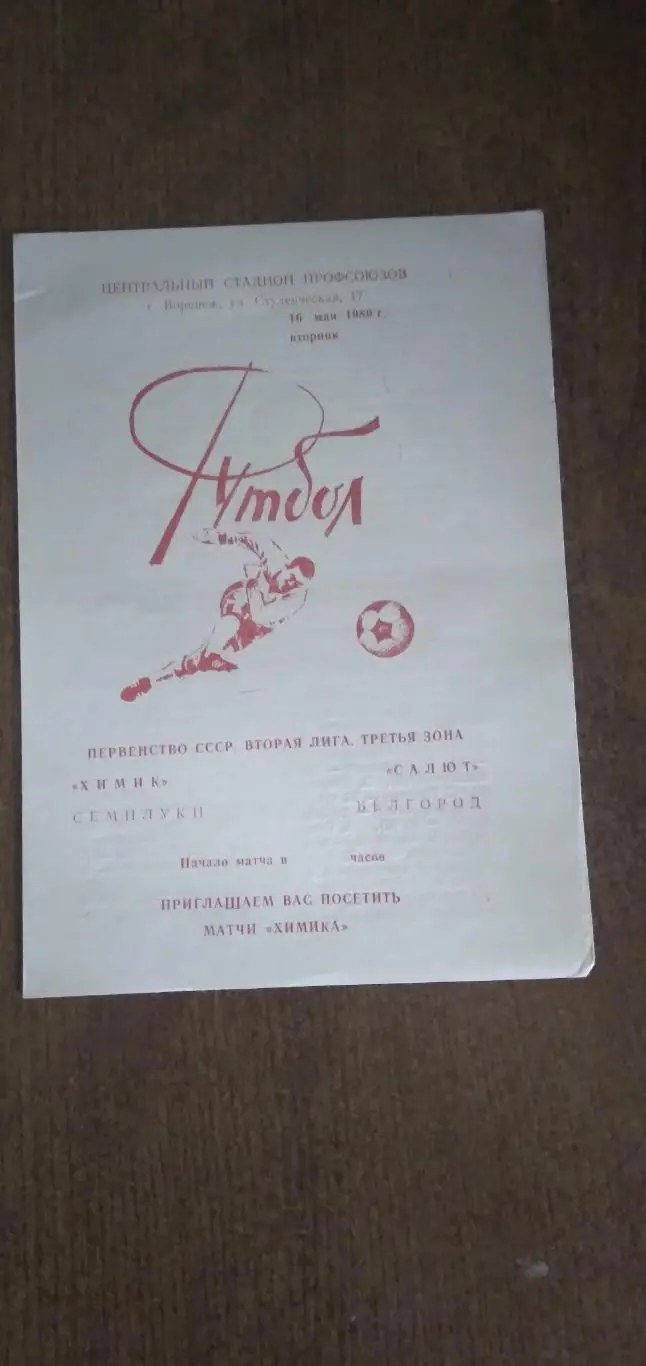 ЦЕНТРАЛЬНЫЙ СТАДИОН ПРОФСОЮЗОВ
г. Воронеж, ул. Студенческая, 17
16 мая 1989 г.
вторник
Футбол
ПЕРВЕНСТВО СССР. ВТОРАЯ ЛИГА. ТРЕТЬЯ ЗОНА
«ХИМИК» «САЛЮТ»
СЕМИЛУКИ БЕЛГОРОД
Начало матча в часов
ПРИГЛАШАЕМ ВАС ПОСЕТИТЬ
МАТЧИ «ХИМИКА»